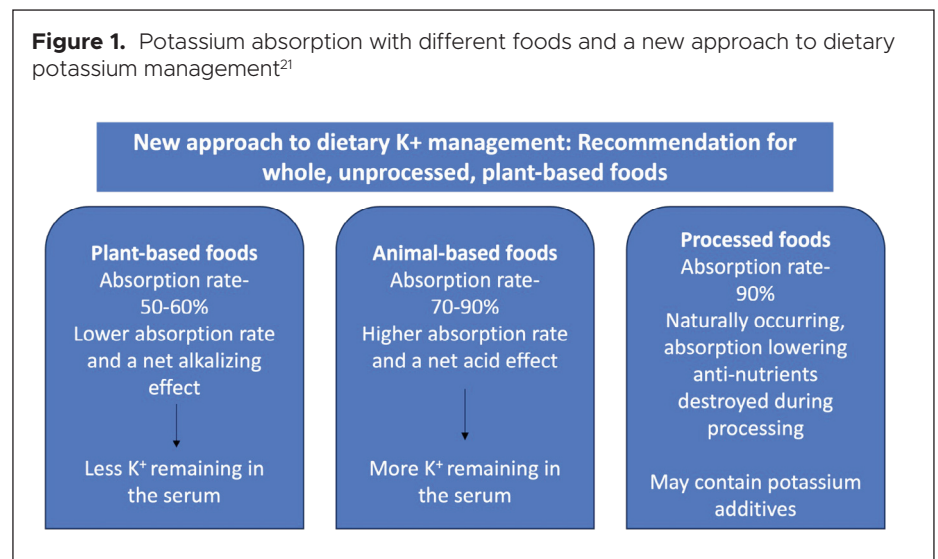 Figure 1. Potassium absorption with different foods and a new approach to dietary
potassium management²¹
New approach to dietary K+ management: Recommendation for
whole, unprocessed, plant-based foods
Plant-based foods
Absorption rate-
50-60%
Lower absorption rate
and a net alkalizing
effect
Less K⁺ remaining in
the serum
Animal-based foods
Absorption rate-
70-90%
Higher absorption rate
and a net acid effect
More K⁺ remaining in
the serum
Processed foods
Absorption rate-
90%
Naturally occurring,
absorption lowering
anti-nutrients
destroyed during
processing
May contain potassium
additives